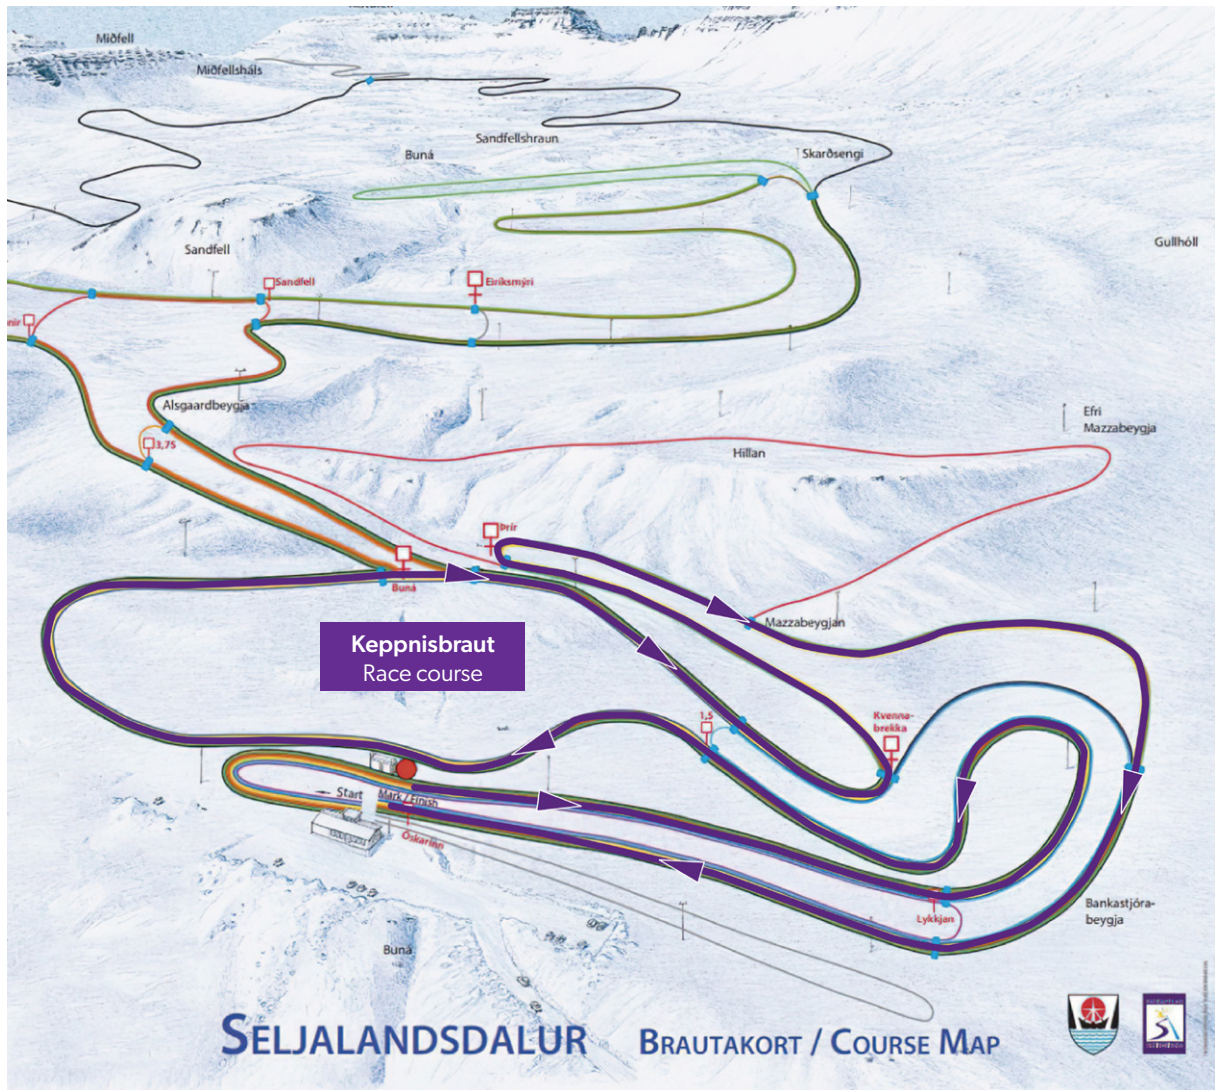 Miðfell
Miðfellsháls
Sandfellshraun
Buná
Skarðsengi
Gullhóll
Sandfell
Sandfell
Eiríksmýri
Alsgaardbeygja
3,75
Efri
Mazzabeygja
Hillan
Þrír
Buná
Mazzabeygjan
Keppnisbraut
Race course
1,5
Kvenna-
brekka
Start
Mark / Finish
Óskarinn
Lykkjan
Bankastjóra-
beygja
Buná
SELJALANDSDALUR BRAUTAKORT / COURSE MAP